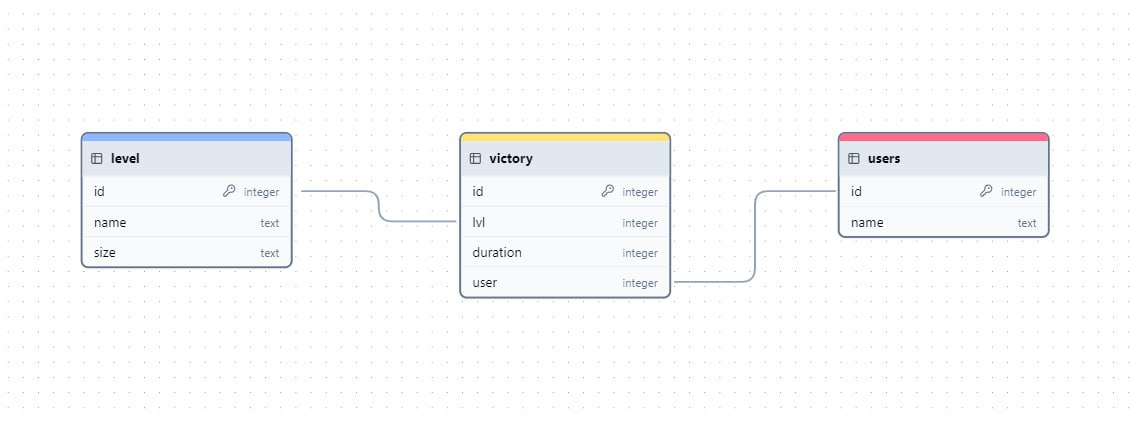 level
id integer
name text
size text
victory
id integer
lvl integer
duration integer
user integer
users
id integer
name text